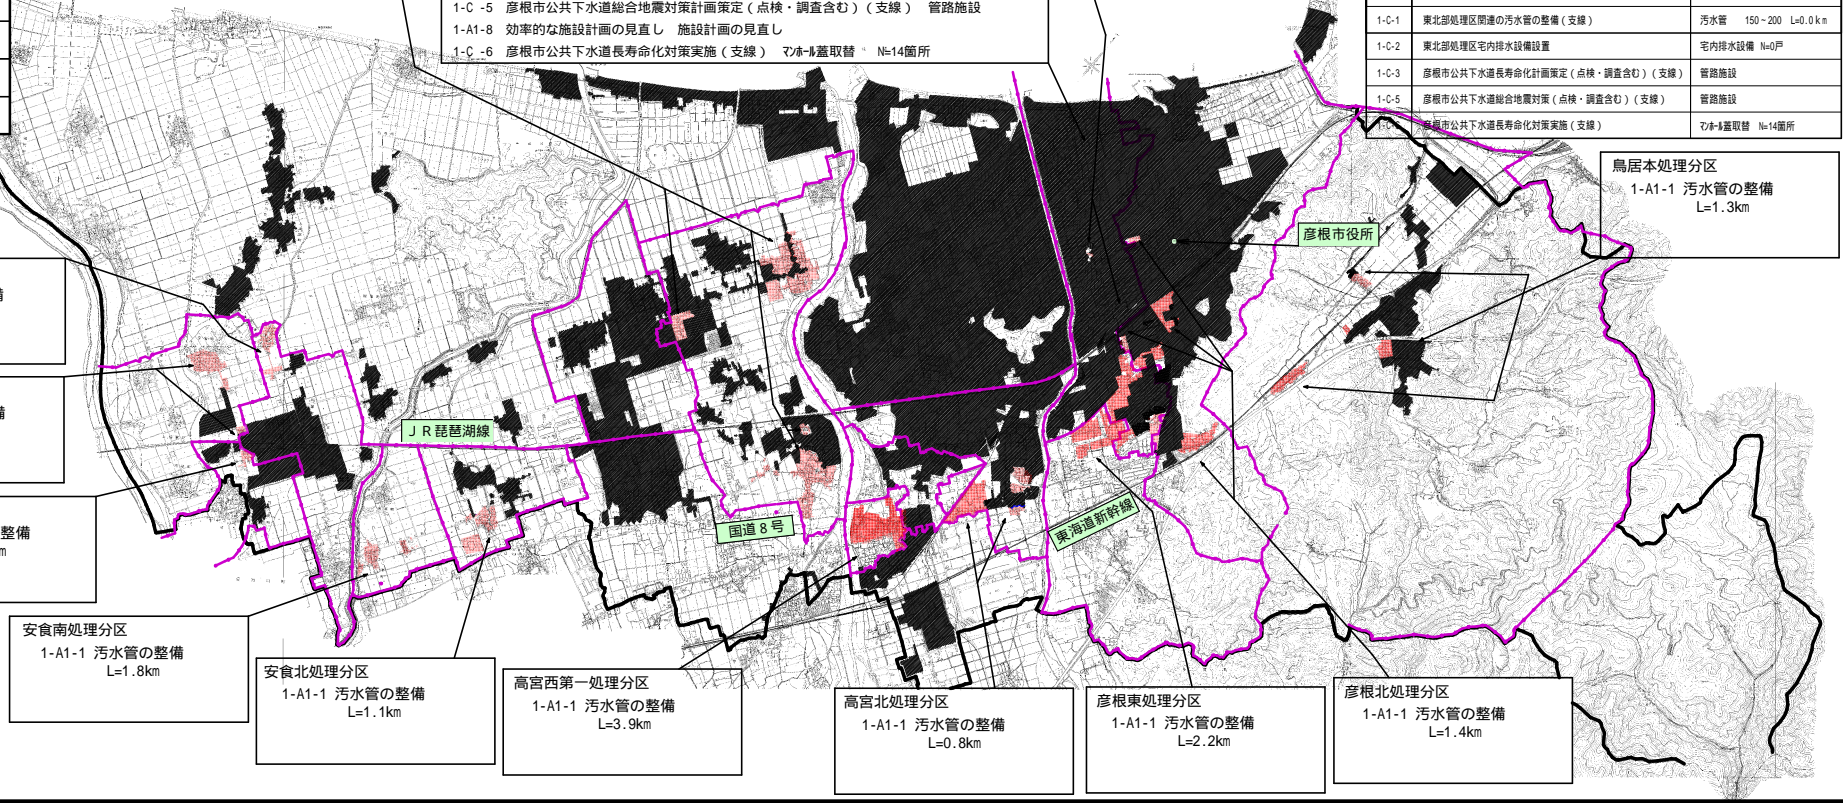 1-C -5 彦根市公共下水道総合地震対策計画策定(点検・調査含む)(支線) 管路施設
1-A1-8 効率的な施設計画の見直し 施設計画の見直し
1-C -6 彦根市公共下水道長寿命化対策実施(支線) マンホール蓋取替 N=14箇所
1-C-1 東北部処理区関連の汚水管の整備(支線) 汚水管 150~200 L=0.0km
1-C-2 東北部処理区宅内排水設備設置 宅内排水設備 N=0戸
1-C-3 彦根市公共下水道長寿命化計画策定(点検・調査含む)(支線) 管路施設
1-C-5 彦根市公共下水道総合地震対策(点検・調査含む)(支線) 管路施設
彦根市公共下水道長寿命化対策実施(支線) マンホール蓋取替 N=14箇所
鳥居本処理分区
1-A1-1 汚水管の整備
L=1.3km
彦根市役所
備
備
JR琵琶湖線
国道8号
東海道新幹線
整備
m
安食南処理分区
1-A1-1 汚水管の整備
L=1.8km
安食北処理分区
1-A1-1 汚水管の整備
L=1.1km
高宮西第一処理分区
1-A1-1 汚水管の整備
L=3.9km
高宮北処理分区
1-A1-1 汚水管の整備
L=0.8km
彦根東処理分区
1-A1-1 汚水管の整備
L=2.2km
彦根北処理分区
1-A1-1 汚水管の整備
L=1.4km